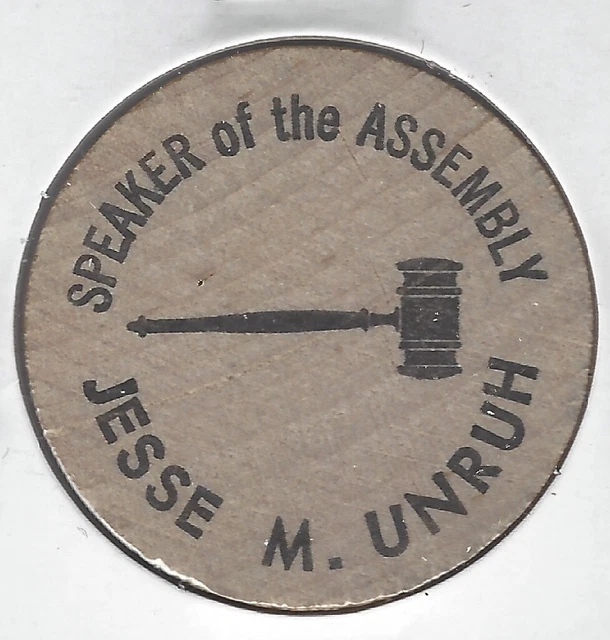 SPEAKER of the ASSEMBLY
JESSE M. UNRUH